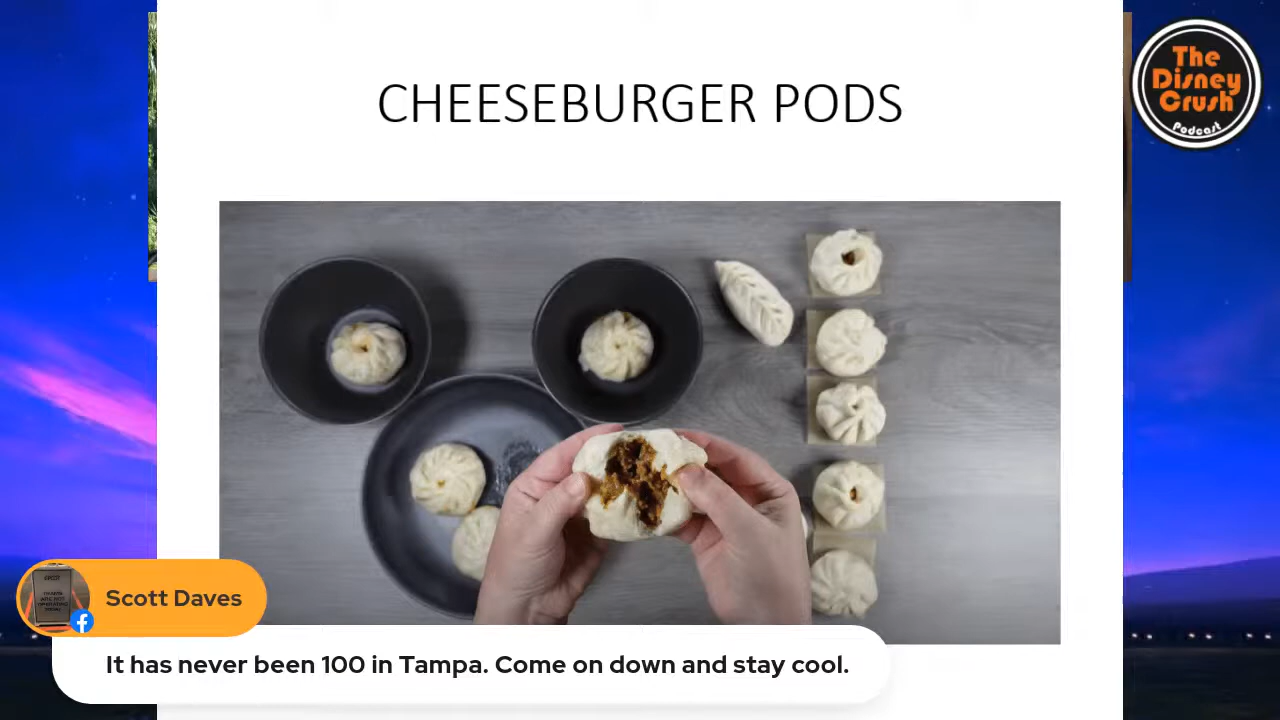 CHEESEBURGER PODS
The
Disney
Crush
Podcast
Scott Daves
It has never been 100 in Tampa. Come on down and stay cool.